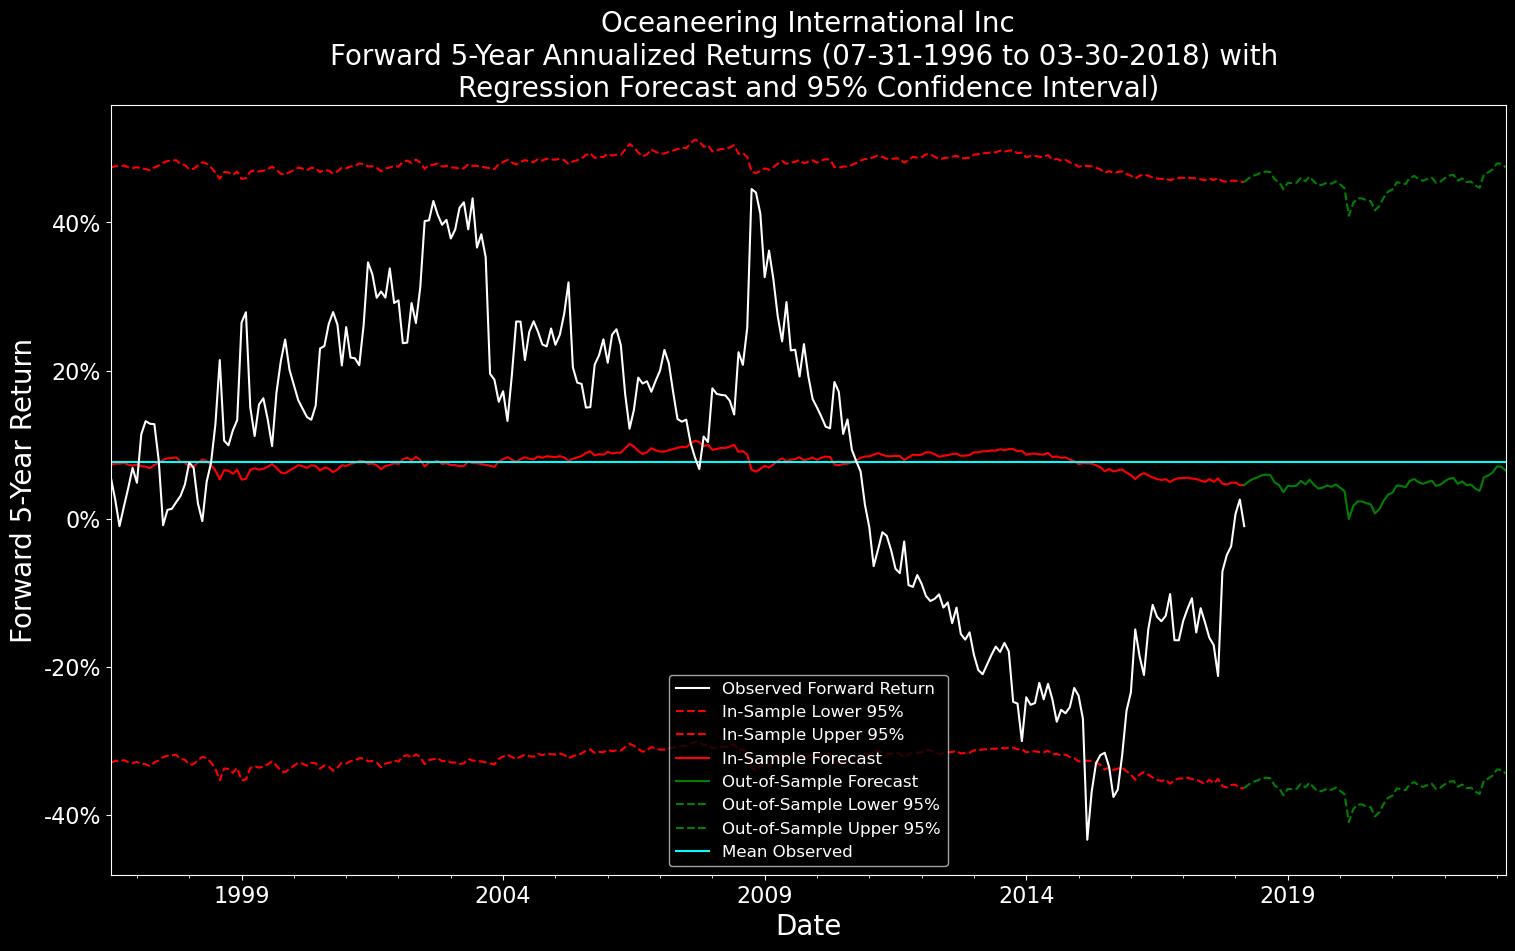 Oceaneering International Inc
Forward 5-Year Annualized Returns (07-31-1996 to 03-30-2018) with
Regression Forecast and 95% Confidence Interval)
Forward 5-Year Return
40%
20%
0%
-20%
-40%
Observed Forward Return
In-Sample Lower 95%
In-Sample Upper 95%
In-Sample Forecast
Out-of-Sample Forecast
Out-of-Sample Lower 95%
Out-of-Sample Upper 95%
Mean Observed
1999 2004 2009 2014 2019
Date